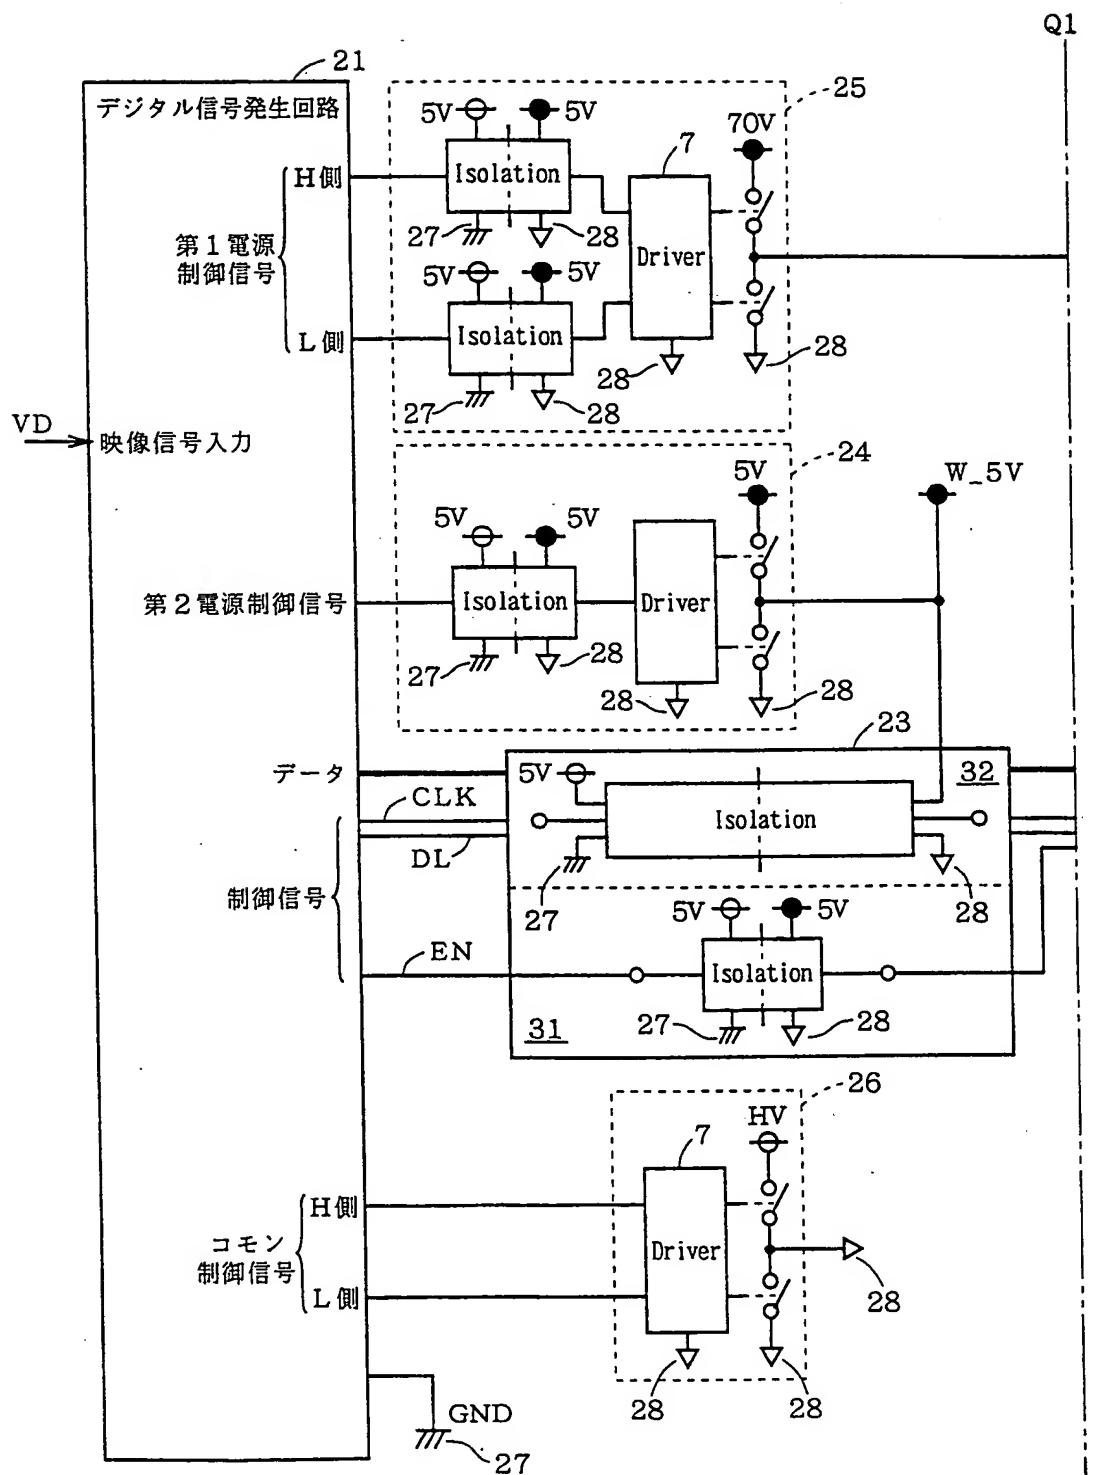 Q1
21
デジタル信号発生回路
25
5V
5V
70V
7
H側
Isolation
第1電源
制御信号
27
28
Driver
5V
5V
L側
Isolation
28
28
27
28
VD
映像信号入力
24
5V
W_5V
5V
5V
第2電源制御信号
Isolation
Driver
27
28
28
28
23
データ
5V
32
CLK
Isolation
DL
制御信号
27
28
5V
5V
EN
Isolation
31
27
28
26
HV
7
H側
コモン
制御信号
Driver
28
L側
28
28
GND
27